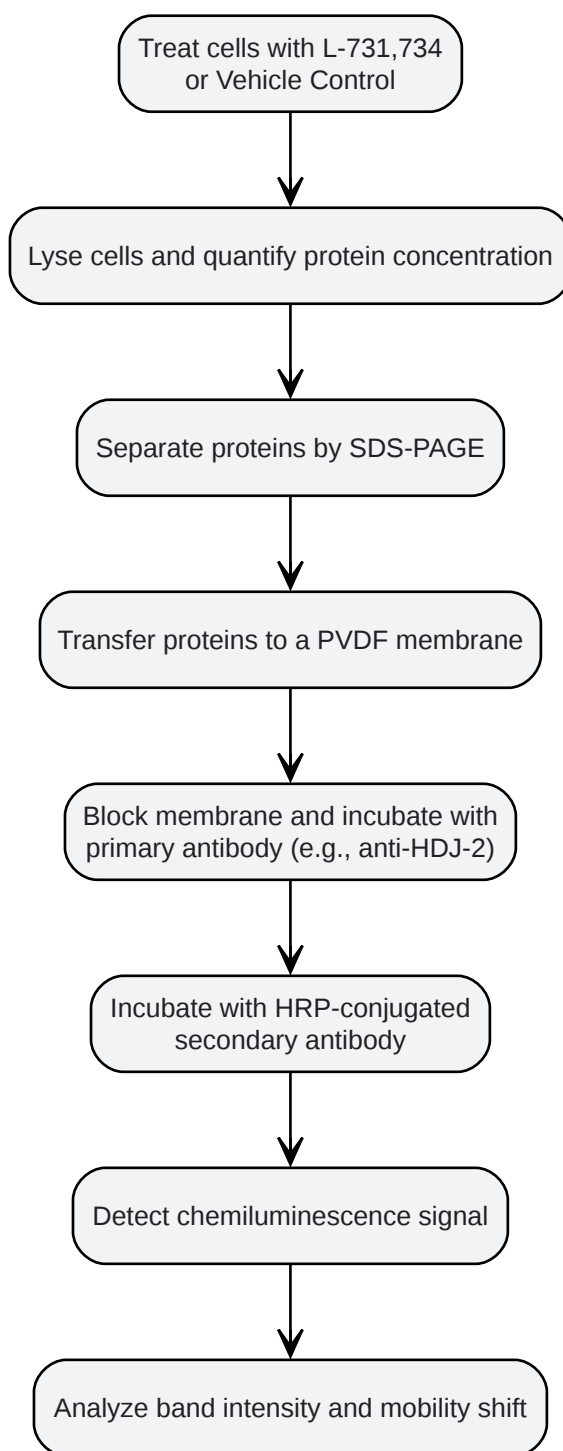 Treat cells with L-731,734
or Vehicle Control
Lyse cells and quantify protein concentration
Separate proteins by SDS-PAGE
Transfer proteins to a PVDF membrane
Block membrane and incubate with
primary antibody (e.g., anti-HDJ-2)
Incubate with HRP-conjugated
secondary antibody
Detect chemiluminescence signal
Analyze band intensity and mobility shift